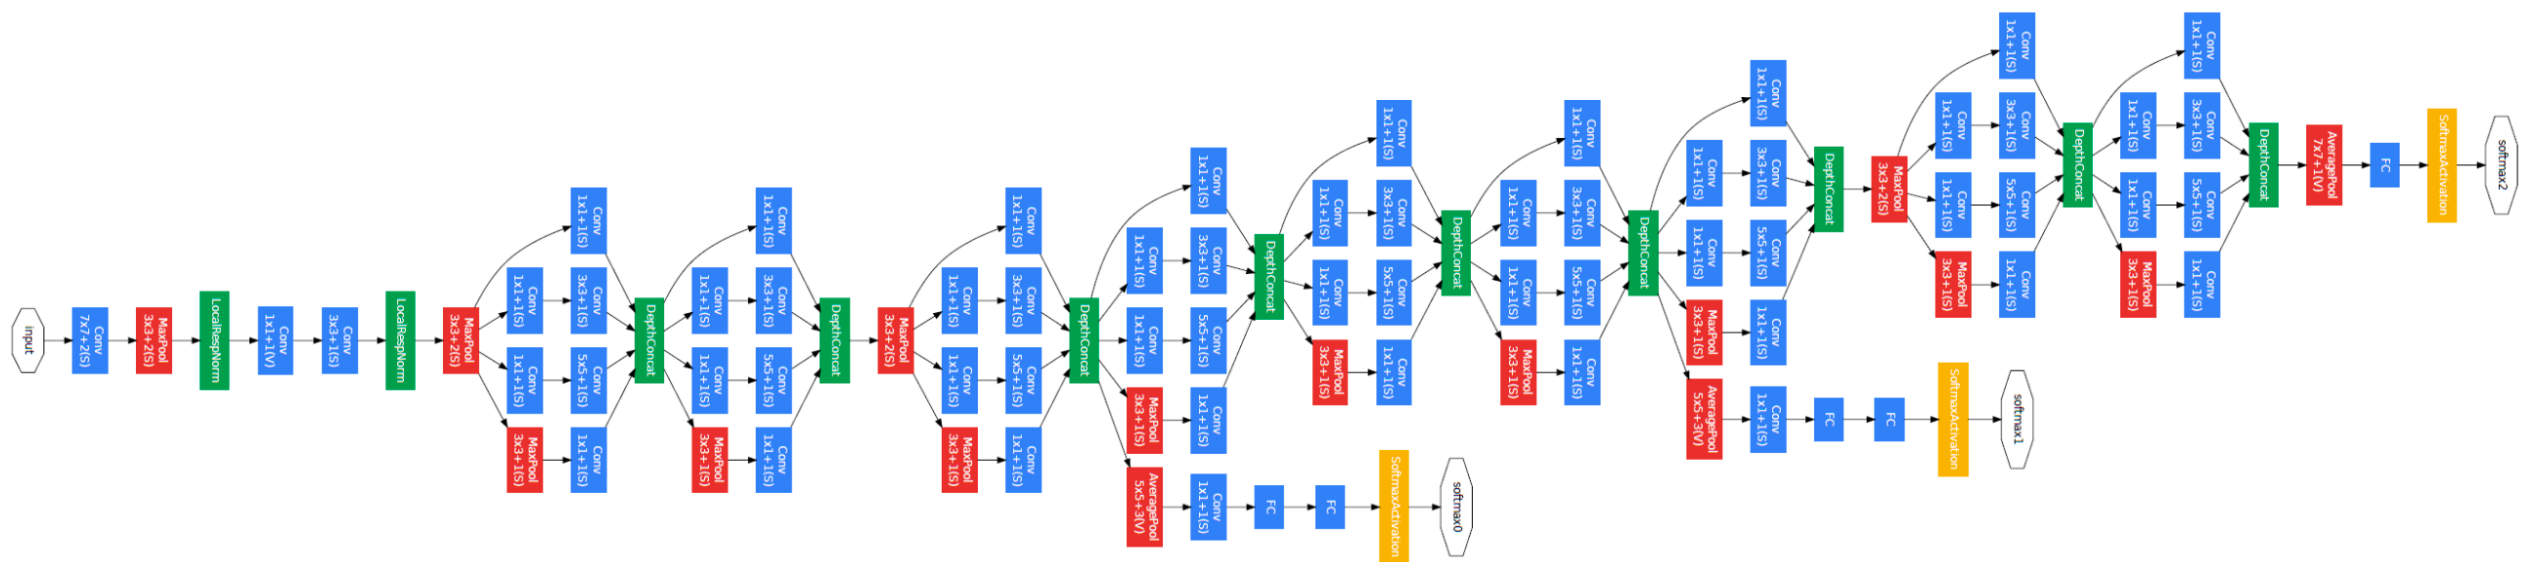 input
Conv
7x7+2(S)
MaxPool
3x3+2(S)
LocalRespNorm
Conv
1x1+1(V)
Conv
3x3+1(S)
LocalRespNorm
MaxPool
3x3+2(S)
Conv
1x1+1(S)
Conv
1x1+1(S)
MaxPool
3x3+1(S)
Conv
1x1+1(S)
Conv
3x3+1(S)
Conv
5x5+1(S)
Conv
1x1+1(S)
DepthConcat
Conv
1x1+1(S)
Conv
1x1+1(S)
MaxPool
3x3+1(S)
Conv
1x1+1(S)
Conv
3x3+1(S)
Conv
5x5+1(S)
Conv
1x1+1(S)
DepthConcat
MaxPool
3x3+2(S)
Conv
1x1+1(S)
Conv
1x1+1(S)
MaxPool
3x3+1(S)
Conv
1x1+1(S)
Conv
3x3+1(S)
Conv
5x5+1(S)
Conv
1x1+1(S)
DepthConcat
Conv
1x1+1(S)
Conv
1x1+1(S)
MaxPool
3x3+1(S)
AveragePool
5x5+3(V)
Conv
1x1+1(S)
Conv
3x3+1(S)
Conv
5x5+1(S)
Conv
1x1+1(S)
Conv
1x1+1(S)
DepthConcat
FC
Conv
1x1+1(S)
Conv
1x1+1(S)
MaxPool
3x3+1(S)
FC
Conv
1x1+1(S)
Conv
3x3+1(S)
Conv
5x5+1(S)
Conv
1x1+1(S)
SoftmaxActivation
DepthConcat
softmax0
Conv
1x1+1(S)
Conv
1x1+1(S)
MaxPool
3x3+1(S)
Conv
1x1+1(S)
Conv
3x3+1(S)
Conv
5x5+1(S)
Conv
1x1+1(S)
DepthConcat
Conv
1x1+1(S)
Conv
1x1+1(S)
MaxPool
3x3+1(S)
AveragePool
5x5+3(V)
Conv
1x1+1(S)
Conv
3x3+1(S)
Conv
5x5+1(S)
Conv
1x1+1(S)
Conv
1x1+1(S)
DepthConcat
FC
MaxPool
3x3+2(S)
FC
Conv
1x1+1(S)
Conv
1x1+1(S)
MaxPool
3x3+1(S)
SoftmaxActivation
Conv
1x1+1(S)
Conv
3x3+1(S)
Conv
5x5+1(S)
Conv
1x1+1(S)
softmax1
DepthConcat
Conv
1x1+1(S)
Conv
1x1+1(S)
MaxPool
3x3+1(S)
Conv
1x1+1(S)
Conv
3x3+1(S)
Conv
5x5+1(S)
Conv
1x1+1(S)
DepthConcat
AveragePool
7x7+1(V)
FC
SoftmaxActivation
softmax2